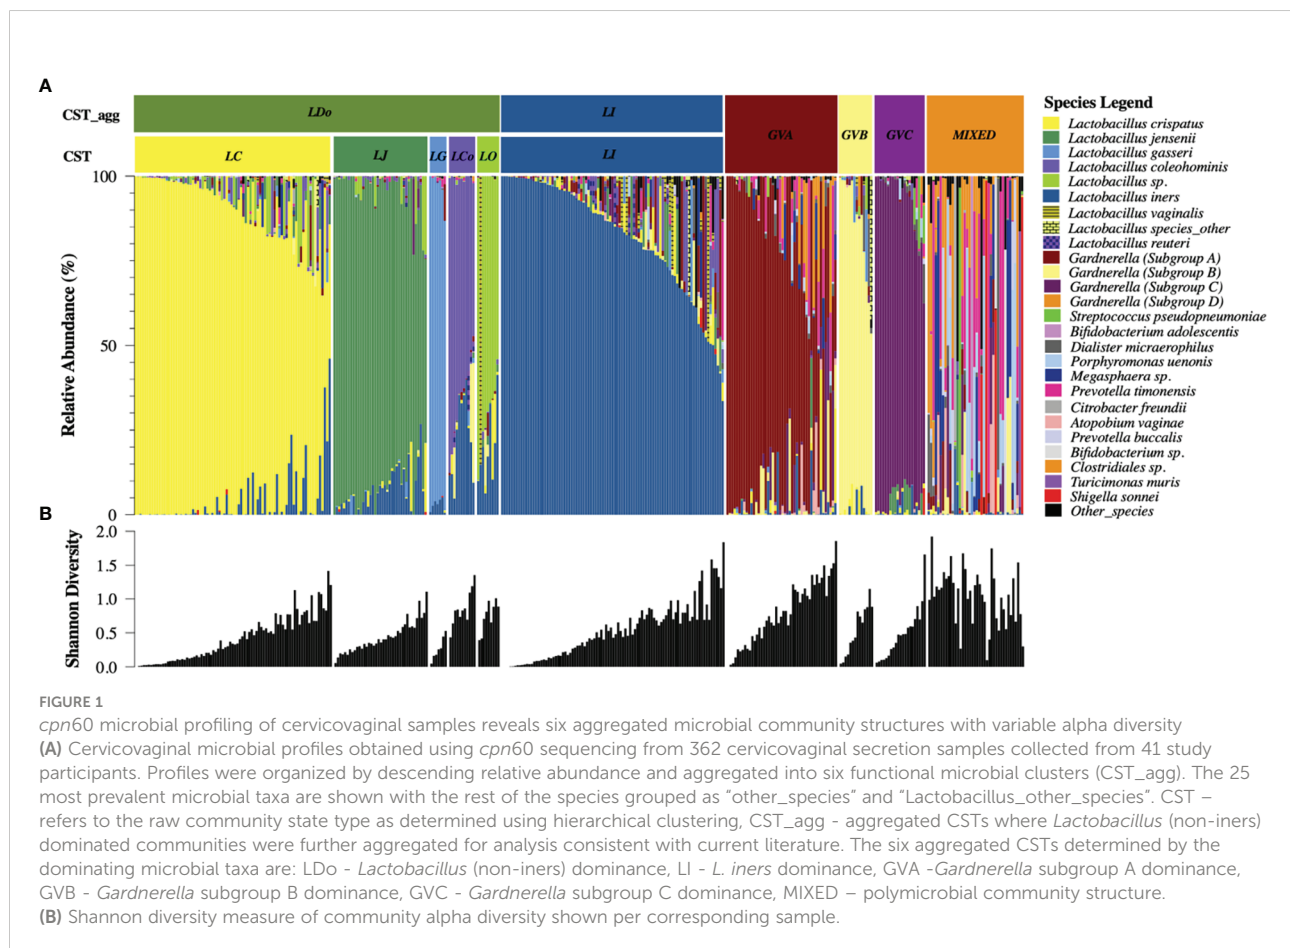 A
CST_agg
LDo
LI
GVA
GVB
GVC
MIXED
CST
LC
LJ
LG
LCo
LO
LI
Relative Abundance (%)
100
50
0
Species Legend
Lactobacillus crispatus
Lactobacillus jensenii
Lactobacillus gasseri
Lactobacillus coleohominis
Lactobacillus sp.
Lactobacillus iners
Lactobacillus vaginalis
Lactobacillus species_other
Lactobacillus reuteri
Gardnerella (Subgroup A)
Gardnerella (Subgroup B)
Gardnerella (Subgroup C)
Gardnerella (Subgroup D)
Streptococcus pseudopneumoniae
Bifidobacterium adolescentis
Dialister micraerophilus
Porphyromonas uenonis
Megasphaera sp.
Prevotella timonensis
Citrobacter freundii
Atopobium vaginae
Prevotella buccalis
Bifidobacterium sp.
Clostridiales sp.
Turicimonas muris
Shigella sonnei
Other_species
B
Shannon Diversity
2.0
1.5
1.0
0.5
0.0
FIGURE 1
cpn60 microbial profiling of cervicovaginal samples reveals six aggregated microbial community structures with variable alpha diversity
(A) Cervicovaginal microbial profiles obtained using cpn60 sequencing from 362 cervicovaginal secretion samples collected from 41 study
participants. Profiles were organized by descending relative abundance and aggregated into six functional microbial clusters (CST_agg). The 25
most prevalent microbial taxa are shown with the rest of the species grouped as “other_species” and “Lactobacillus_other_species”. CST –
refers to the raw community state type as determined using hierarchical clustering, CST_agg - aggregated CSTs where Lactobacillus (non-iners)
dominated communities were further aggregated for analysis consistent with current literature. The six aggregated CSTs determined by the
dominating microbial taxa are: LDo - Lactobacillus (non-iners) dominance, LI - L. iners dominance, GVA -Gardnerella subgroup A dominance,
GVB - Gardnerella subgroup B dominance, GVC - Gardnerella subgroup C dominance, MIXED – polymicrobial community structure.
(B) Shannon diversity measure of community alpha diversity shown per corresponding sample.